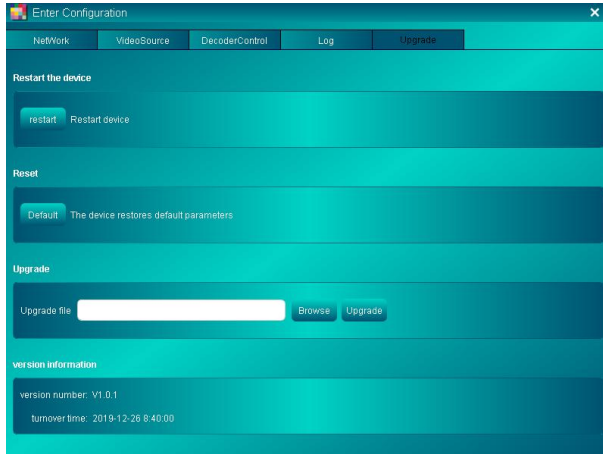 Enter Configuration
NetWork VideoSource DecoderControl Log Upgrade
Restart the device
restart Restart device
Reset
Default The device restores default parameters
Upgrade
Upgrade file Browse Upgrade
version information
version number: V1.0.1
turnover time: 2019-12-26 8:40:00